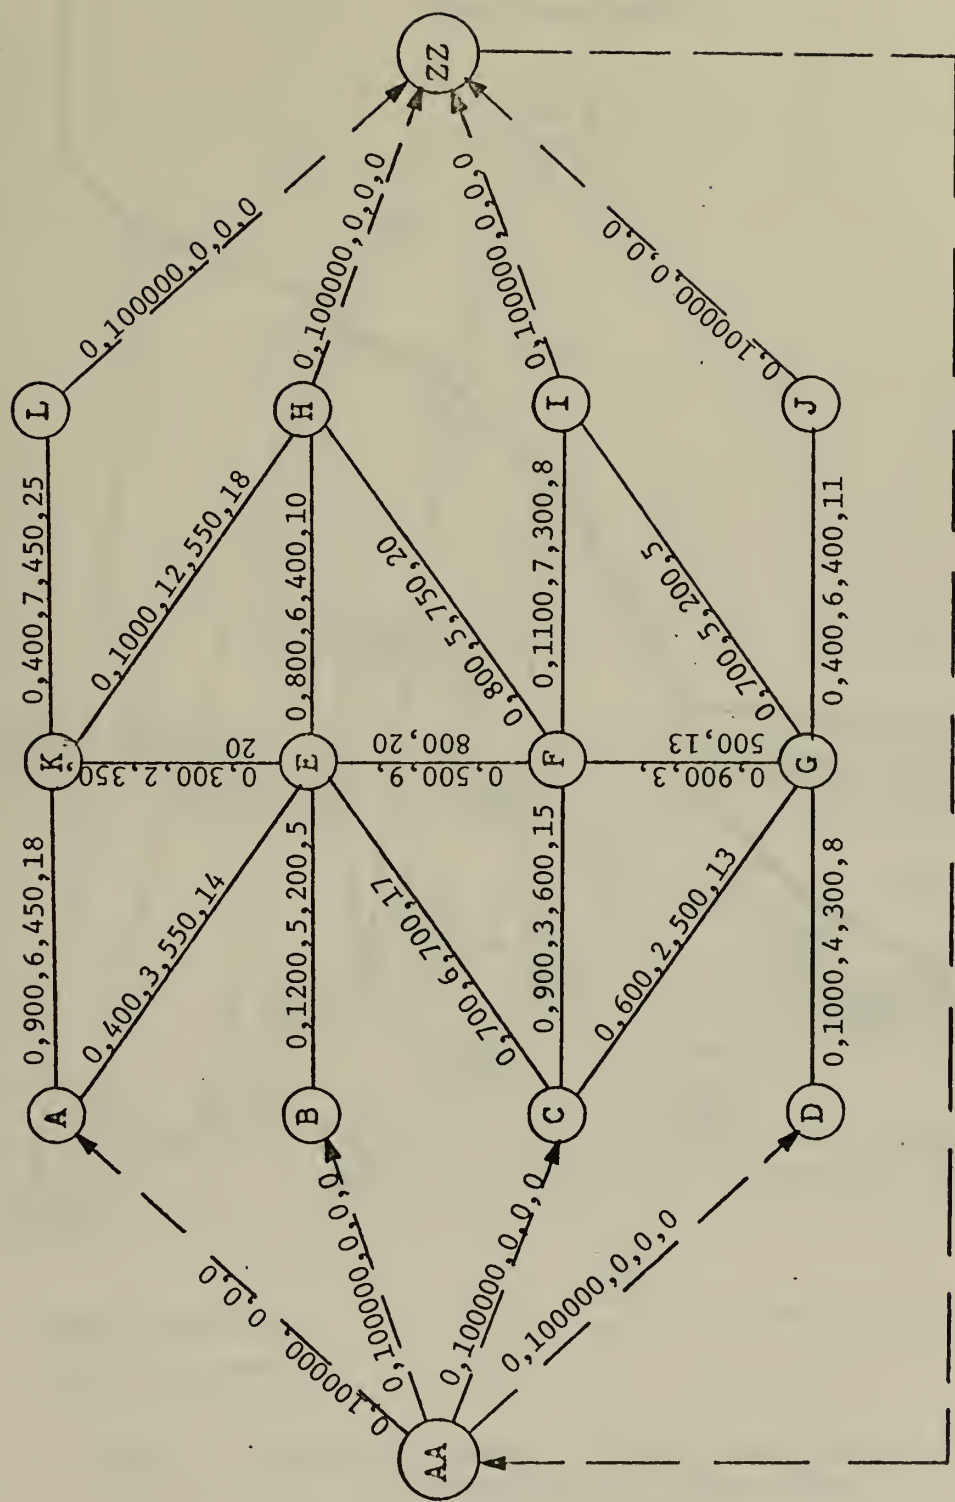 AA
0,100000,0,0,0
0,100000,0,0,0
0,100000,0,0,0
0,100000,0,0,0
A
B
C
D
0,900,6,450,18
0,400,3,550,14
0,1200,5,200,5
0,700,6,700,17
0,900,3,600,15
0,600,2,500,13
0,1000,4,300,8
K
0,300,2,350
20
E
0,500,9,
800,20
F
0,900,3,
500,13
G
0,400,7,450,25
0,1000,12,550,18
0,800,6,400,10
0,800,5,750,20
0,1100,7,300,8
0,700,5,200,5
0,400,6,400,11
L
H
I
J
0,100000,0,0,0
0,100000,0,0,0
0,100000,0,0,0
0,100000,0,0,0
ZZ